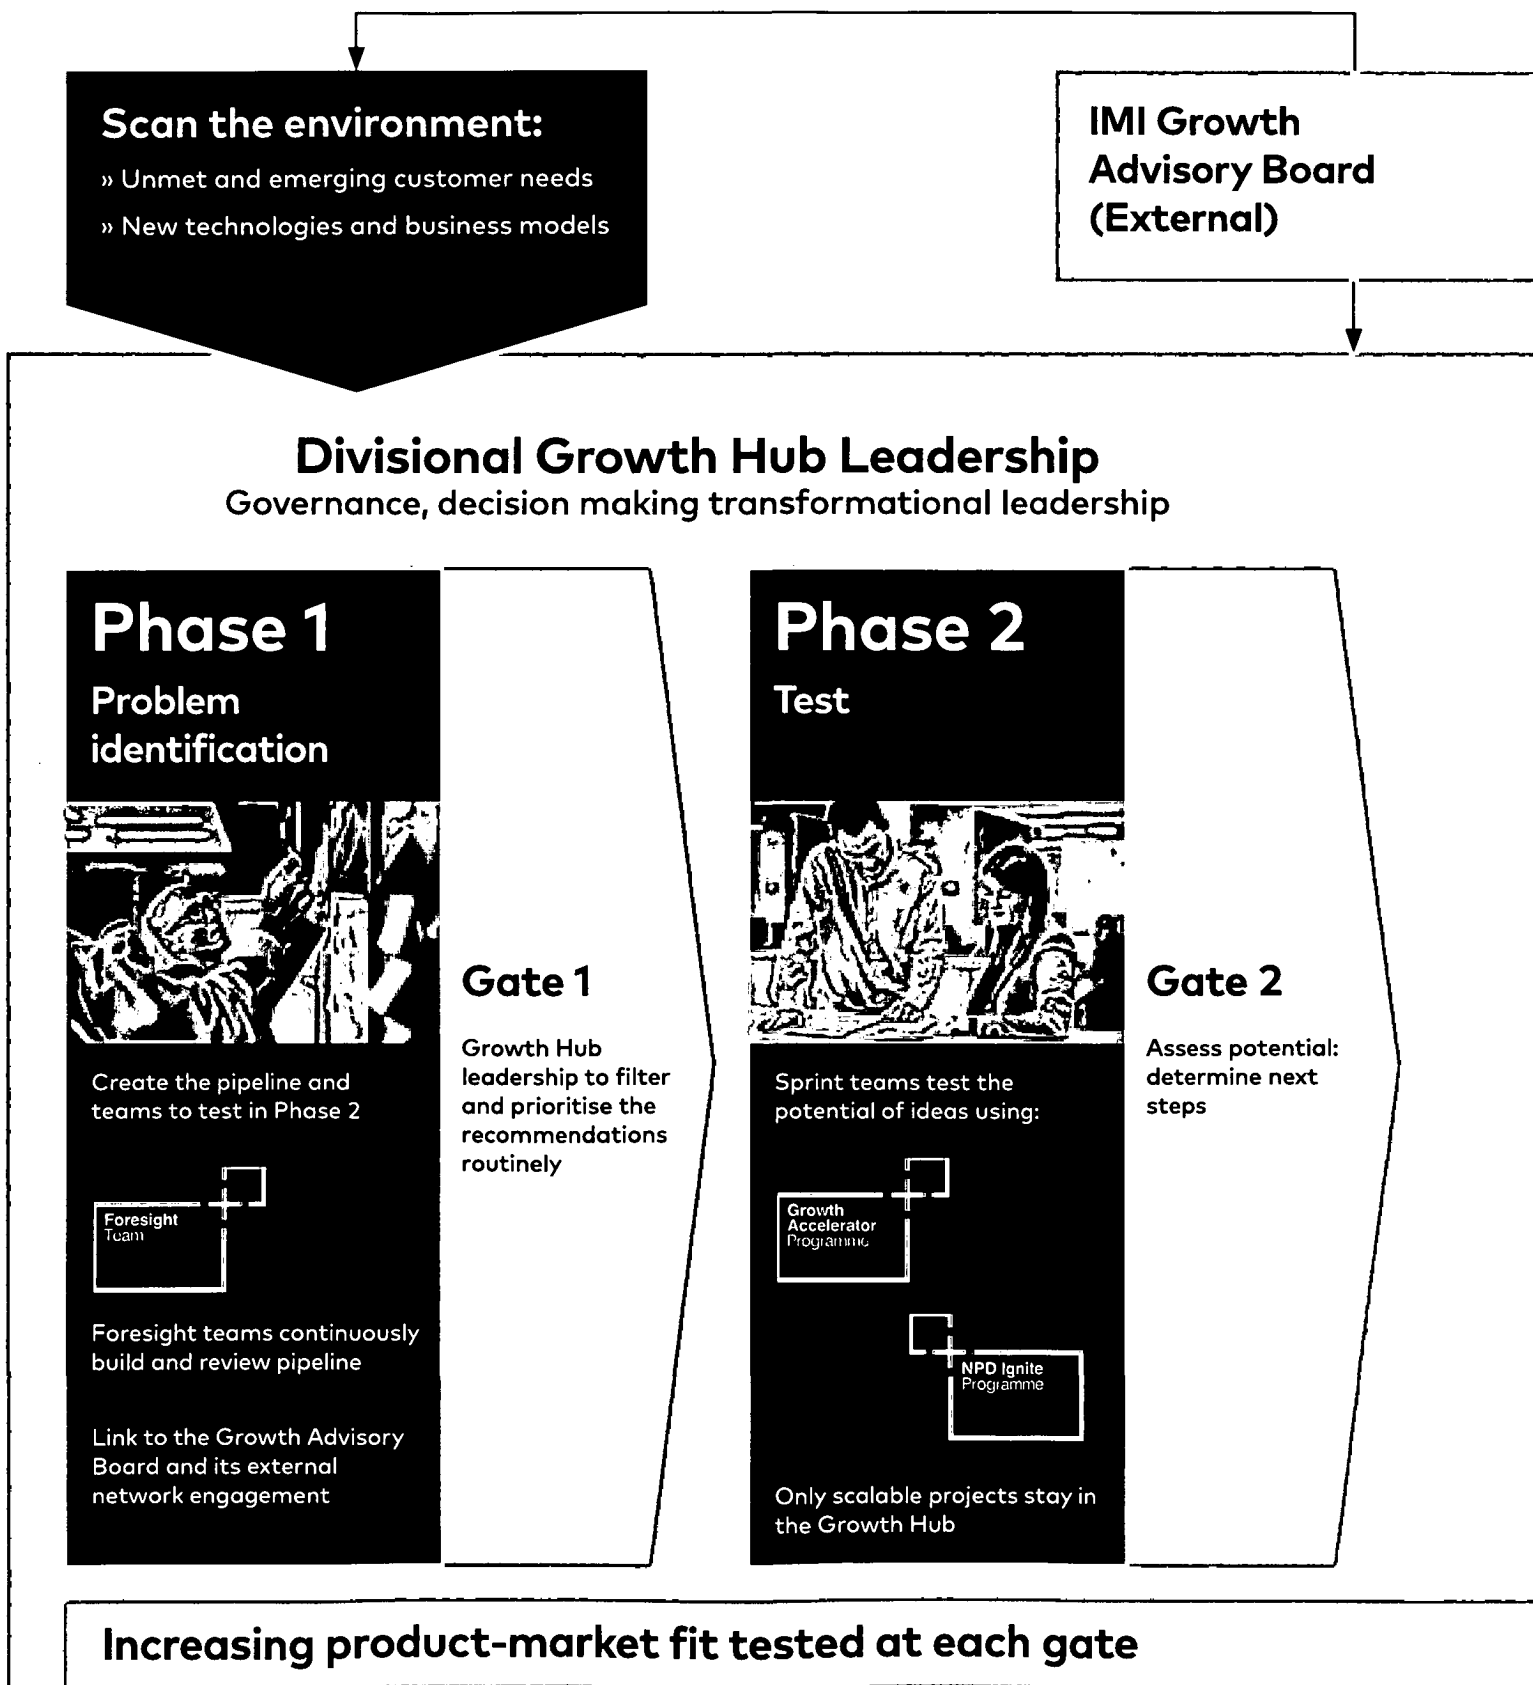 Scan the environment:
» Unmet and emerging customer needs
» New technologies and business models
IMI Growth
Advisory Board
(External)
Divisional Growth Hub Leadership
Governance, decision making transformational leadership
Phase 1
Problem
identification
Create the pipeline and
teams to test in Phase 2
Foresight
Team
Foresight teams continuously
build and review pipeline
Link to the Growth Advisory
Board and its external
network engagement
Gate 1
Growth Hub
leadership to filter
and prioritise the
recommendations
routinely
Phase 2
Test
Sprint teams test the
potential of ideas using:
Growth
Accelerator
Programme
NPD Ignite
Programme
Only scalable projects stay in
the Growth Hub
Gate 2
Assess potential:
determine next
steps
Increasing product-market fit tested at each gate